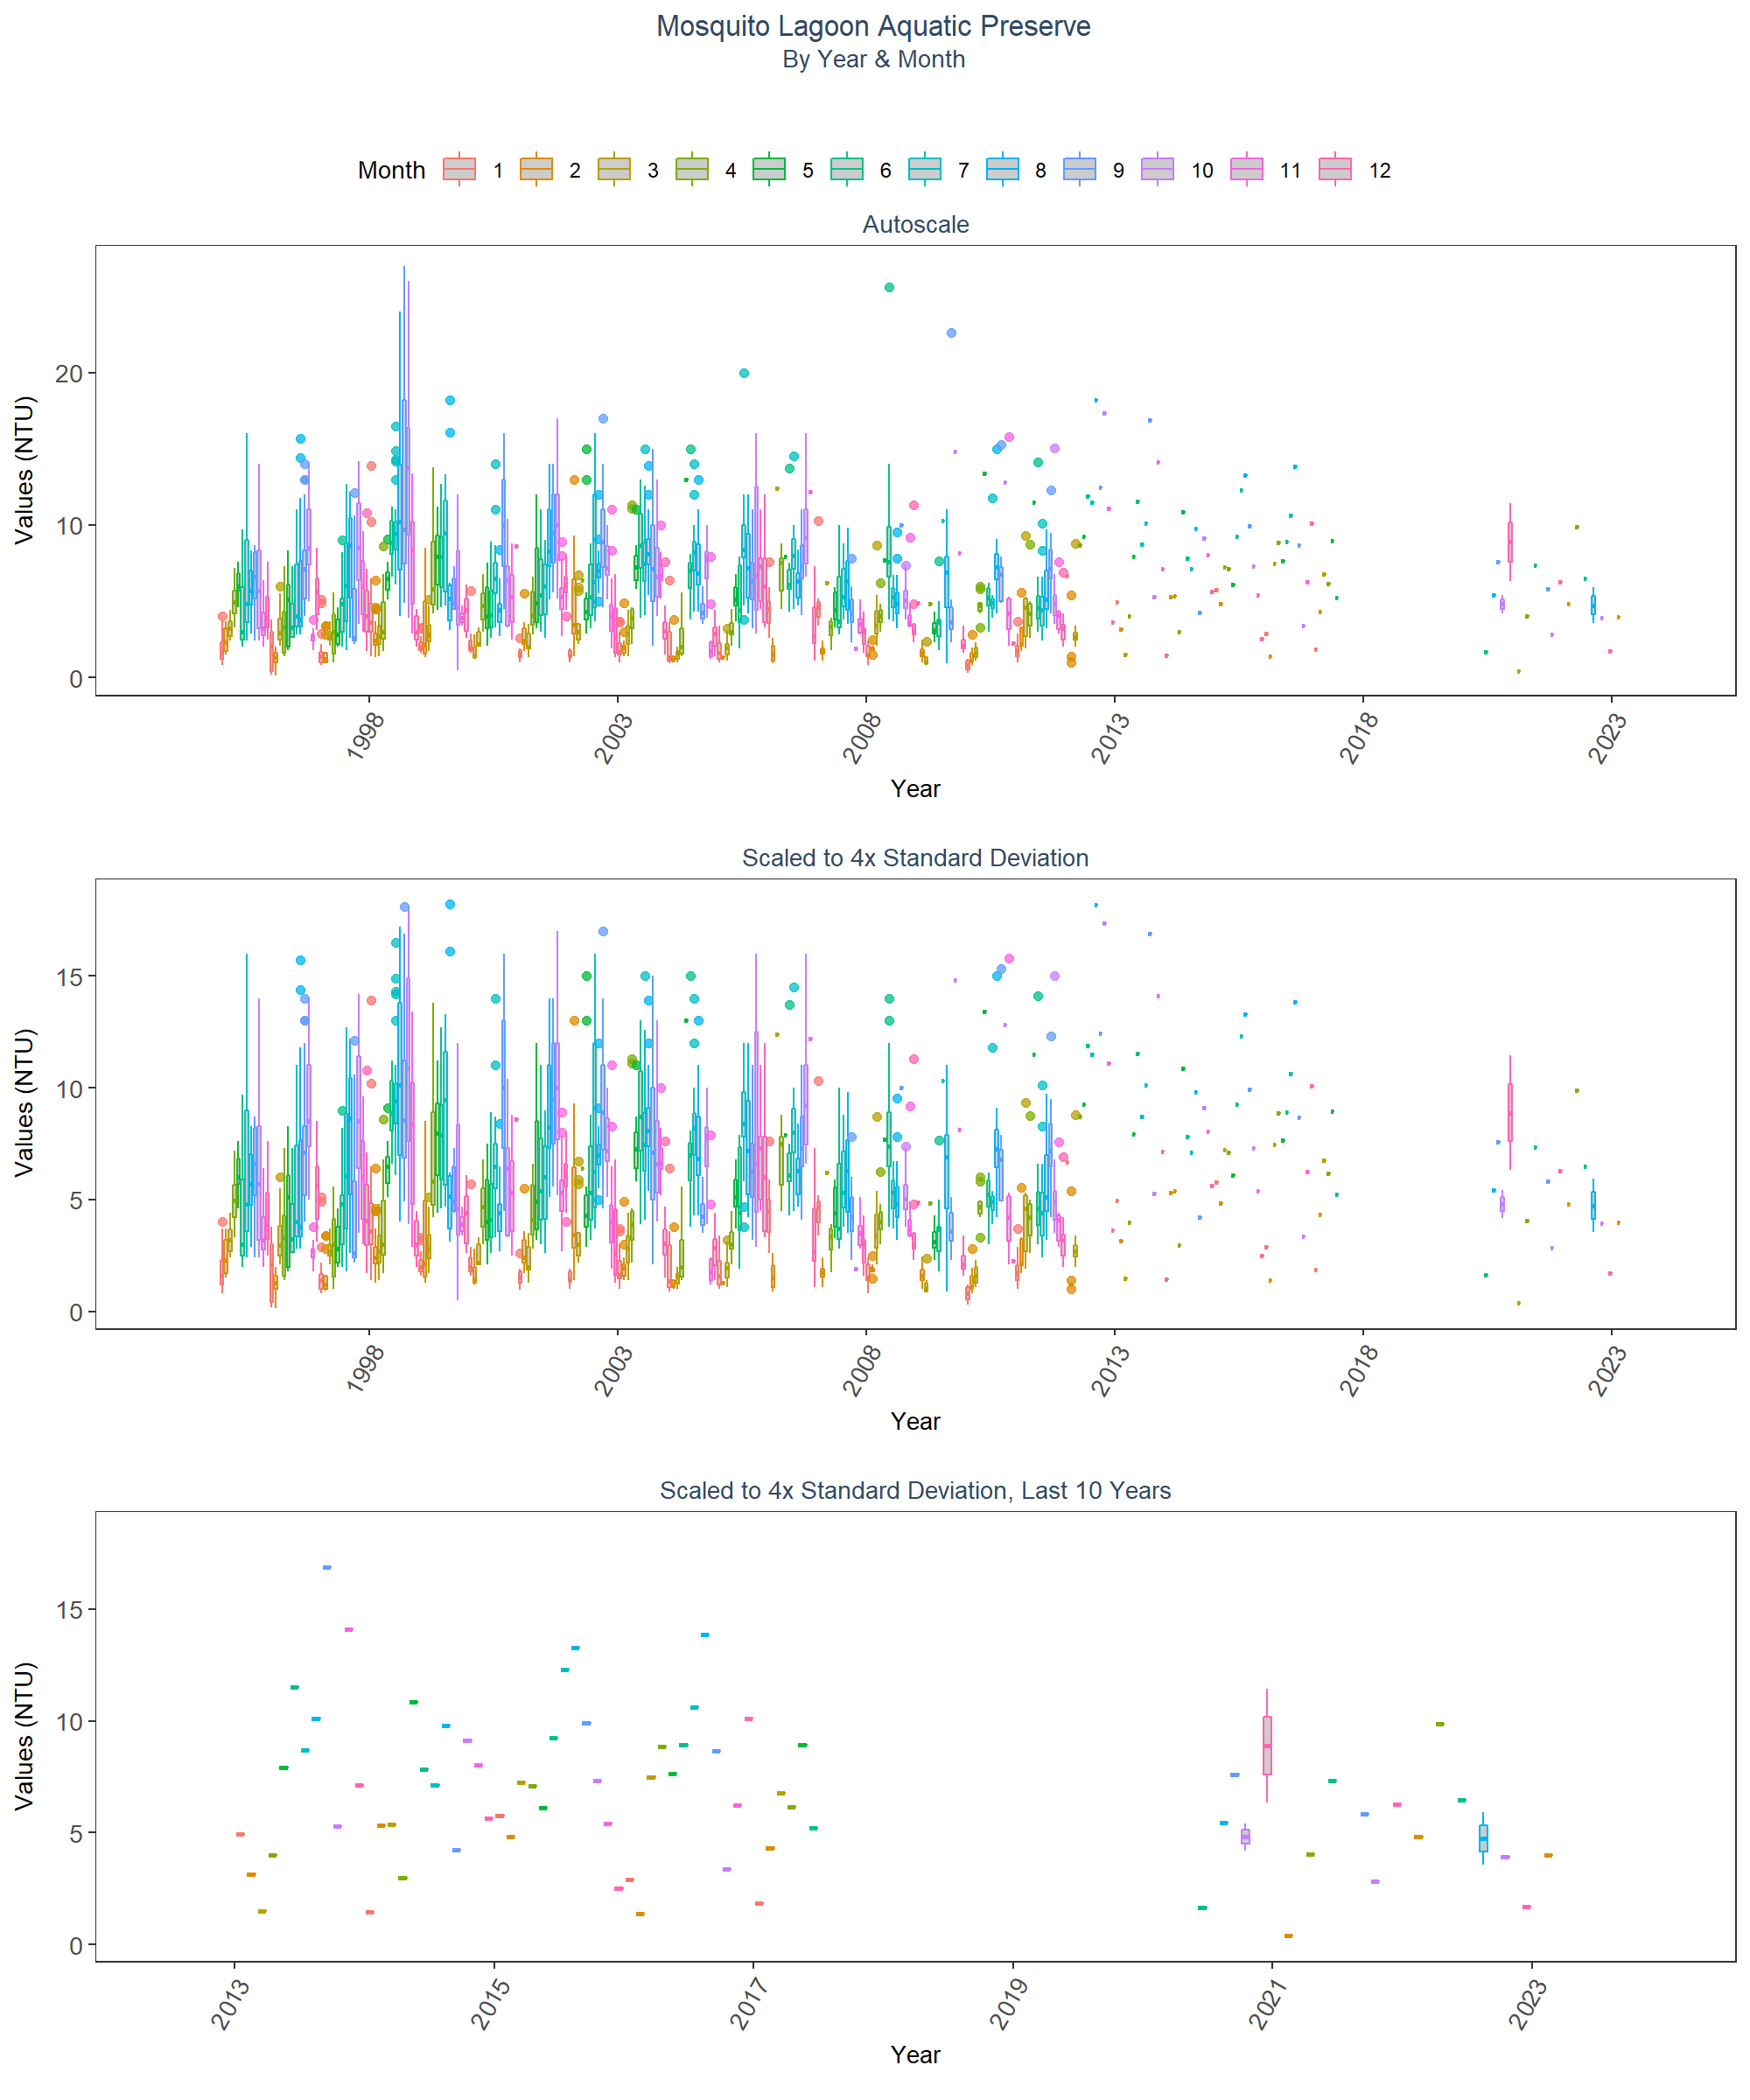 Mosquito Lagoon Aquatic Preserve
By Year & Month
Month 1 2 3 4 5 6 7 8 9 10 11 12
Autoscale
Values (NTU)
20
10
0
1998 2003 2008 2013 2018 2023
Year
Scaled to 4x Standard Deviation
Values (NTU)
15
10
5
0
1998 2003 2008 2013 2018 2023
Year
Scaled to 4x Standard Deviation, Last 10 Years
Values (NTU)
15
10
5
0
2013 2015 2017 2019 2021 2023
Year